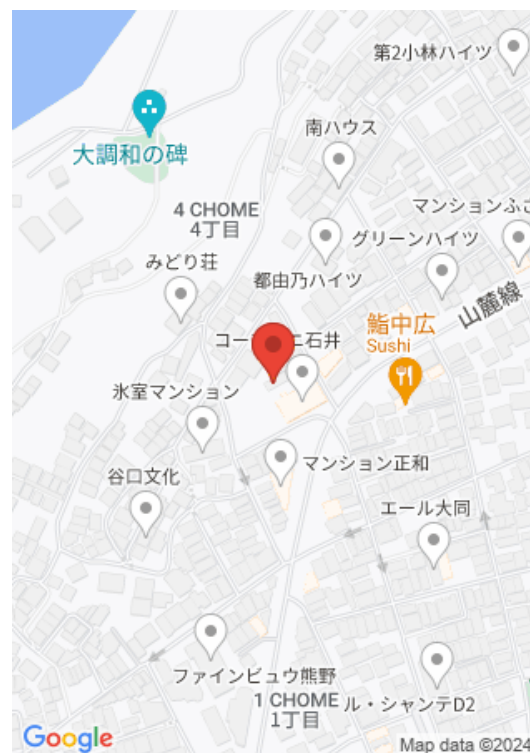 第2小林ハイツ
南ハウス
大調和の碑
マンションふさ
4 CHOME
4丁目
グリーンハイツ
みどり荘
都由乃ハイツ
山麓線
鮨中広
Sushi
コー
ニ石井
氷室マンション
マンション正和
谷口文化
エール大同
ファインビュウ熊野
1 CHOME
1丁目
ル・シャンテD2
Google
Map data ©2024